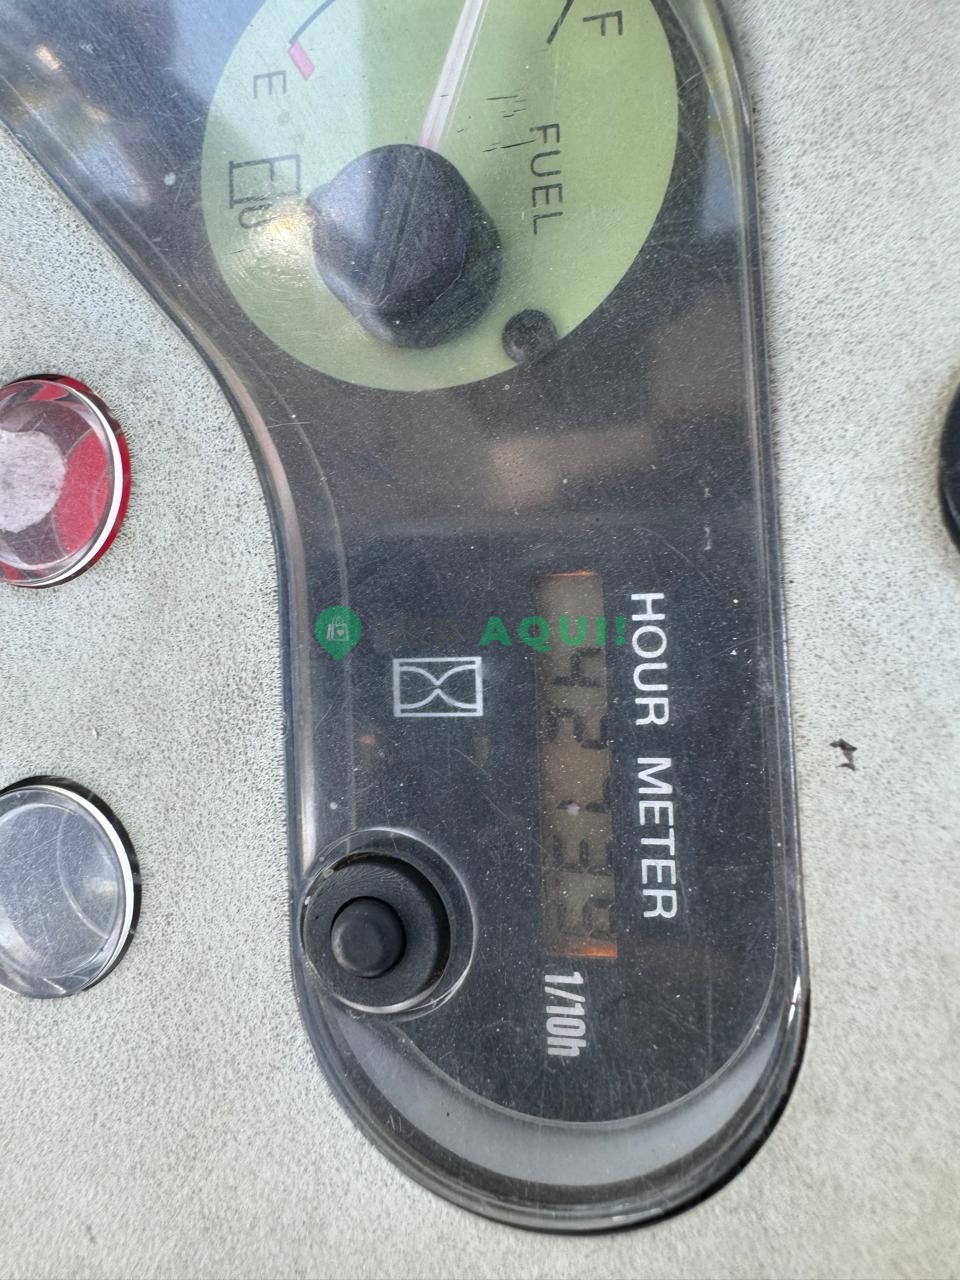 E
F
FUEL
AQUI!
HOUR METER
1/10h